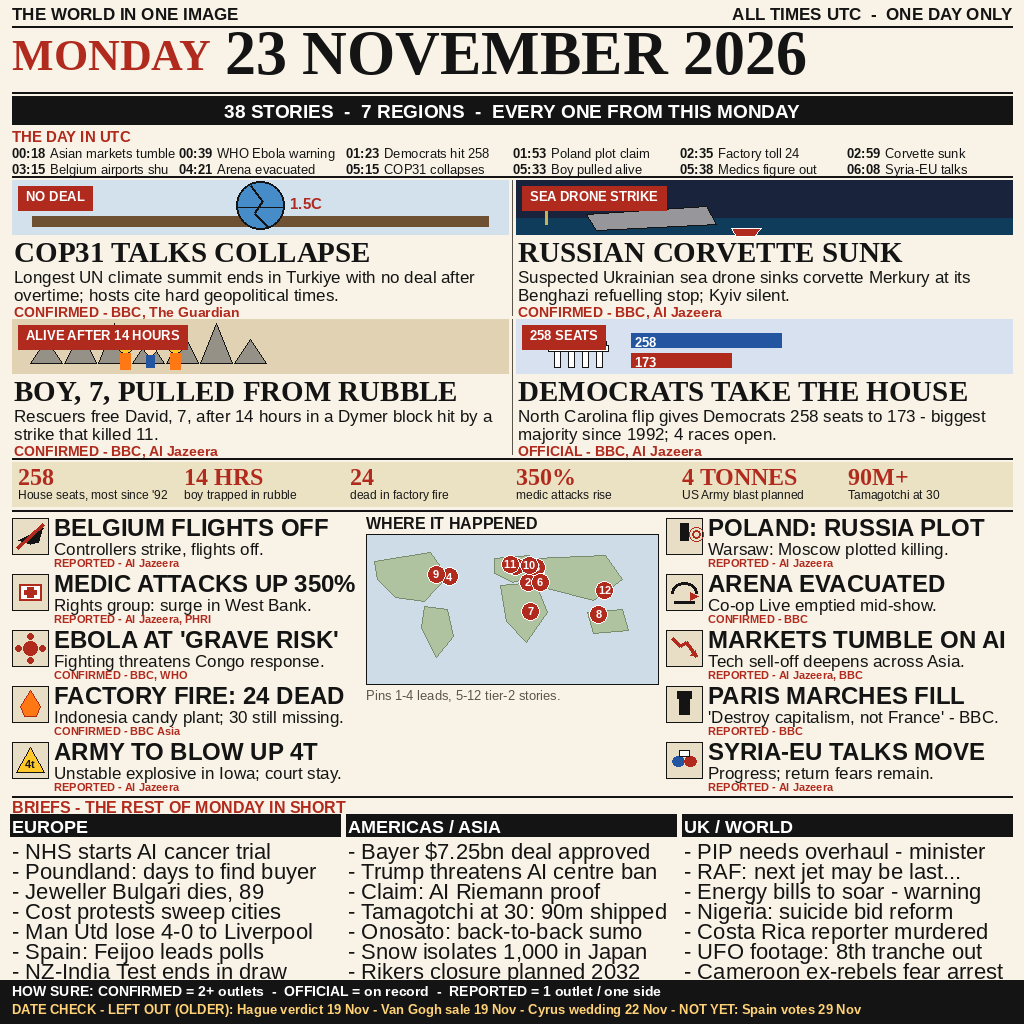 THE WORLD IN ONE IMAGE
ALL TIMES UTC - ONE DAY ONLY
MONDAY 23 NOVEMBER 2026
38 STORIES - 7 REGIONS - EVERY ONE FROM THIS MONDAY
THE DAY IN UTC
00:18 Asian markets tumble 00:39 WHO Ebola warning 01:23 Democrats hit 258 01:53 Poland plot claim 02:35 Factory toll 24 02:59 Corvette sunk
03:15 Belgium airports shu 04:21 Arena evacuated 05:15 COP31 collapses 05:33 Boy pulled alive 05:38 Medics figure out 06:08 Syria-EU talks
NO DEAL
1.5C
COP31 TALKS COLLAPSE
Longest UN climate summit ends in Turkiye with no deal after
overtime; hosts cite hard geopolitical times.
CONFIRMED - BBC, The Guardian
SEA DRONE STRIKE
RUSSIAN CORVETTE SUNK
Suspected Ukrainian sea drone sinks corvette Merkury at its
Benghazi refuelling stop; Kyiv silent.
CONFIRMED - BBC, Al Jazeera
ALIVE AFTER 14 HOURS
BOY, 7, PULLED FROM RUBBLE
Rescuers free David, 7, after 14 hours in a Dymer block hit by a
strike that killed 11.
CONFIRMED - BBC, Al Jazeera
258 SEATS
258
173
DEMOCRATS TAKE THE HOUSE
North Carolina flip gives Democrats 258 seats to 173 - biggest
majority since 1992; 4 races open.
OFFICIAL - BBC, Al Jazeera
258
House seats, most since '92
14 HRS
boy trapped in rubble
24
dead in factory fire
350%
medic attacks rise
4 TONNES
US Army blast planned
90M+
Tamagotchi at 30
BELGIUM FLIGHTS OFF
Controllers strike, flights off.
REPORTED - Al Jazeera
MEDIC ATTACKS UP 350%
Rights group: surge in West Bank.
REPORTED - Al Jazeera, PHRI
EBOLA AT 'GRAVE RISK'
Fighting threatens Congo response.
CONFIRMED - BBC, WHO
FACTORY FIRE: 24 DEAD
Indonesia candy plant; 30 still missing.
CONFIRMED - BBC Asia
4t
ARMY TO BLOW UP 4T
Unstable explosive in Iowa; court stay.
REPORTED - Al Jazeera
WHERE IT HAPPENED
9
4
11
10
2
6
7
12
8
Pins 1-4 leads, 5-12 tier-2 stories.
POLAND: RUSSIA PLOT
Warsaw: Moscow plotted killing.
REPORTED - Al Jazeera
ARENA EVACUATED
Co-op Live emptied mid-show.
CONFIRMED - BBC
MARKETS TUMBLE ON AI
Tech sell-off deepens across Asia.
REPORTED - Al Jazeera, BBC
PARIS MARCHES FILL
'Destroy capitalism, not France' - BBC.
REPORTED - BBC
SYRIA-EU TALKS MOVE
Progress; return fears remain.
REPORTED - Al Jazeera
BRIEFS - THE REST OF MONDAY IN SHORT
EUROPE
- NHS starts AI cancer trial
- Poundland: days to find buyer
- Jeweller Bulgari dies, 89
- Cost protests sweep cities
- Man Utd lose 4-0 to Liverpool
- Spain: Feijoo leads polls
- NZ-India Test ends in draw
AMERICAS / ASIA
- Bayer $7.25bn deal approved
- Trump threatens AI centre ban
- Claim: AI Riemann proof
- Tamagotchi at 30: 90m shipped
- Onosato: back-to-back sumo
- Snow isolates 1,000 in Japan
- Rikers closure planned 2032
UK / WORLD
- PIP needs overhaul - minister
- RAF: next jet may be last...
- Energy bills to soar - warning
- Nigeria: suicide bid reform
- Costa Rica reporter murdered
- UFO footage: 8th tranche out
- Cameroon ex-rebels fear arrest
HOW SURE: CONFIRMED = 2+ outlets - OFFICIAL = on record - REPORTED = 1 outlet / one side
DATE CHECK - LEFT OUT (OLDER): Hague verdict 19 Nov - Van Gogh sale 19 Nov - Cyrus wedding 22 Nov - NOT YET: Spain votes 29 Nov